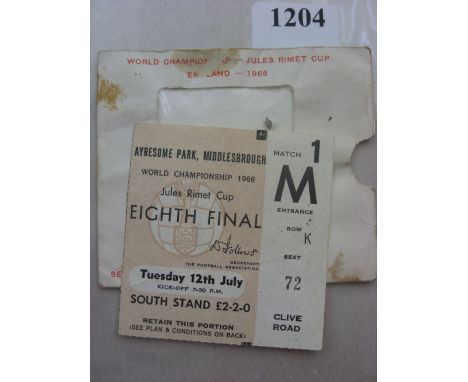 1204
WORLD CHAMPIONSHIP — JULES RIMET CUP
ENGLAND — 1966
AYRESOME PARK, MIDDLESBROUGH
WORLD CHAMPIONSHIP 1966
Jules Rimet Cup
EIGHTH FINAL
D. Follows
SECRETARY
THE FOOTBALL ASSOCIATION
Tuesday 12th July
KICK-OFF 7-30 P.M.
SOUTH STAND £2-2-0
RETAIN THIS PORTION
(SEE PLAN & CONDITIONS ON BACK)
A
MATCH 1
M
ENTRANCE
ROW
K
SEAT
72
CLIVE
ROAD
SE